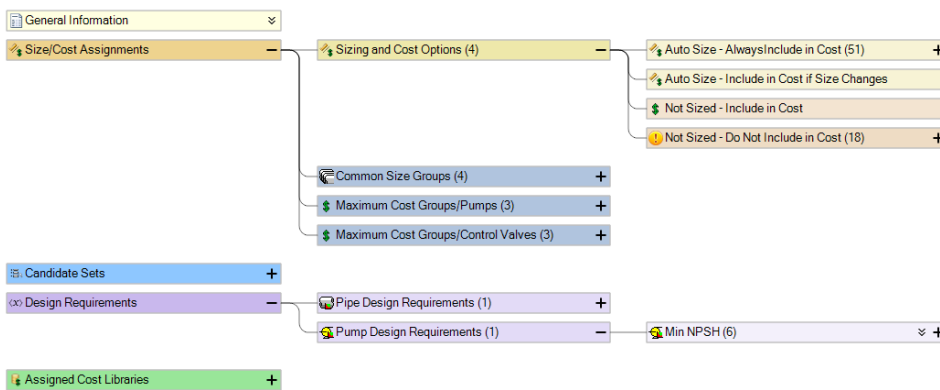 General Information
Size/Cost Assignments
Sizing and Cost Options (4)
Auto Size - AlwaysInclude in Cost (51)
Auto Size - Include in Cost if Size Changes
Not Sized - Include in Cost
Not Sized - Do Not Include in Cost (18)
Common Size Groups (4)
Maximum Cost Groups/Pumps (3)
Maximum Cost Groups/Control Valves (3)
Candidate Sets
Design Requirements
Pipe Design Requirements (1)
Pump Design Requirements (1)
Min NPSH (6)
Assigned Cost Libraries